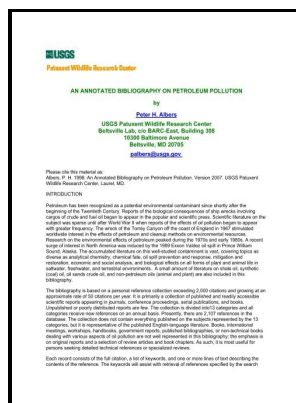 USGS
Patuxent Wildlife Research Center
AN ANNOTATED BIBLIOGRAPHY ON PETROLEUM POLLUTION
by
Peter H. Albers
USGS Patuxent Wildlife Research Center
Beltsville Lab, c/o BARC-East, Building 308
10300 Baltimore Avenue
Beltsville, MD 20705
palbers@usgs.gov
Please cite this material as:
Albers, P. H. 1998. An Annotated Bibliography on Petroleum Pollution. Version 2007. USGS Patuxent
Wildlife Research Center, Laurel, MD.
INTRODUCTION
Petroleum has been recognized as a potential environmental contaminant since shortly after the
beginning of the Twentieth Century. Reports of the biological consequences of ship wrecks involving
cargos of crude and fuel oil began to appear in the popular and scientific press. Scientific literature on the
subject was sparse until after World War II when reports of the effects of oil pollution began to appear
with greater frequency. The wreck of the Torrey Canyon off the coast of England in 1967 stimulated
worldwide interest in the effects of petroleum and cleanup methods on environmental resources.
Research on the environmental effects of petroleum peaked during the 1970s and early 1980s. A recent
surge of interest in North America was induced by the 1989 Exxon Valdez oil spill in Prince William
Sound, Alaska. The accumulated literature on this well-studied contaminant is vast, covering topics as
diverse as analytical chemistry, chemical fate, oil spill prevention and response, mitigation and
restoration, economic and social analysis, and biological effects on all forms of plant and animal life in
saltwater, freshwater, and terrestrial environments. A small amount of literature on shale oil, synthetic
(coal) oil, oil sands crude oil, and non-petroleum oils (animal and plant) are also included in this
bibliography.
The bibliography is based on a personal reference collection exceeding 2,000 citations and growing at an
approximate rate of 50 citations per year. It is primarily a collection of published and readily accessible
scientific reports appearing in journals, conference proceedings, serial publications, and books.
Unpublished or poorly distributed reports are few. The collection is divided into 13 categories and all
categories receive new references on an annual basis. Presently, there are 2,107 references in the
database. The collection does not contain everything published on the subjects represented by the 13
categories, but it is representative of the published English-language literature. Books, international
meetings, workshops, handbooks, government reports, published bibliographies, or non-technical books
dealing with various aspects of oil pollution are not well represented in this bibliography; the emphasis is
on original reports and a selection of review articles and book chapters. As such, it is most useful for
persons seeking detailed technical references or specialized reviews.
Each record consists of the full citation, a list of keywords, and one or more lines of text describing the
contents of the reference. The keywords will assist with retrieval of references specified by the search